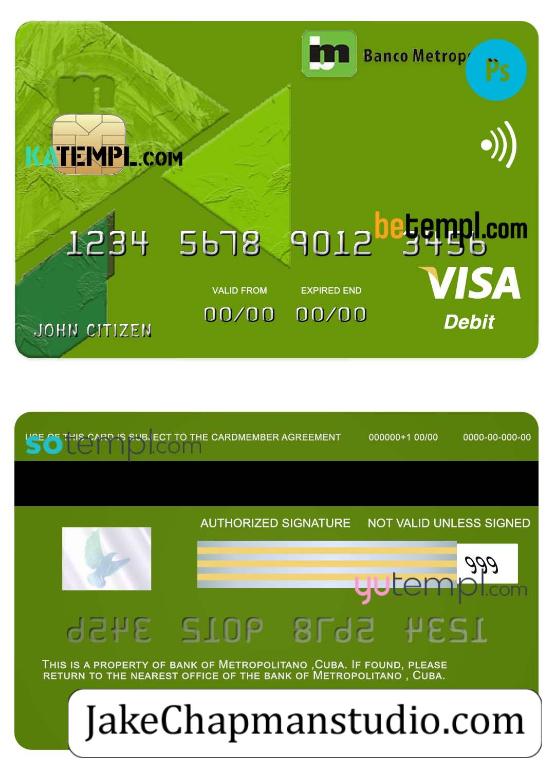 bm Banco Metropo
Ps
KATEMPL.COM
betempl.com
1234 5678 9012 3456
VALID FROM EXPIRED END
00/00 00/00
VISA
Debit
JOHN CITIZEN
USE OF THIS CARD IS SUBJECT TO THE CARDMEMBER AGREEMENT 000000+1 00/00 0000-00-000-00
sotempl.com
AUTHORIZED SIGNATURE NOT VALID UNLESS SIGNED
999
yutempl.com
THIS IS A PROPERTY OF BANK OF METROPOLITANO ,CUBA. IF FOUND, PLEASE
RETURN TO THE NEAREST OFFICE OF THE BANK OF METROPOLITANO , CUBA.
JakeChapmanstudio.com